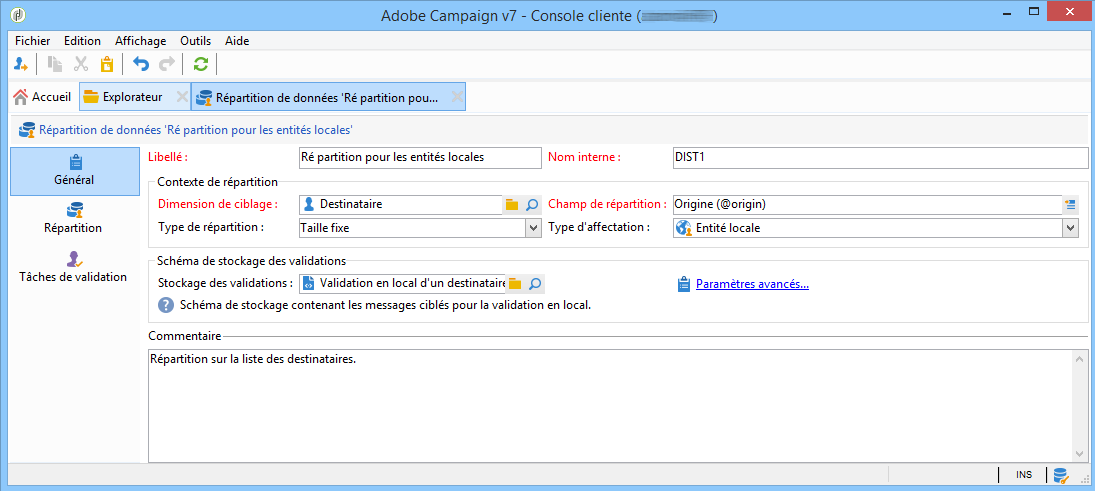 Adobe Campaign v7 - Console cliente ( )
Fichier Edition Affichage Outils Aide
Accueil Explorateur Répartition de données 'Ré partition pou...
Répartition de données 'Ré partition pour les entités locales'
Général
Répartition
Tâches de validation
Libellé : Ré partition pour les entités locales Nom interne : DIST1
Contexte de répartition
Dimension de ciblage : Destinataire Champ de répartition : Origine (@origin)
Type de répartition : Taille fixe Type d'affectation : Entité locale
Schéma de stockage des validations
Stockage des validations : Validation en local d'un destinataire Paramètres avancés...
? Schéma de stockage contenant les messages ciblés pour la validation en local.
Commentaire
Répartition sur la liste des destinataires.
INS